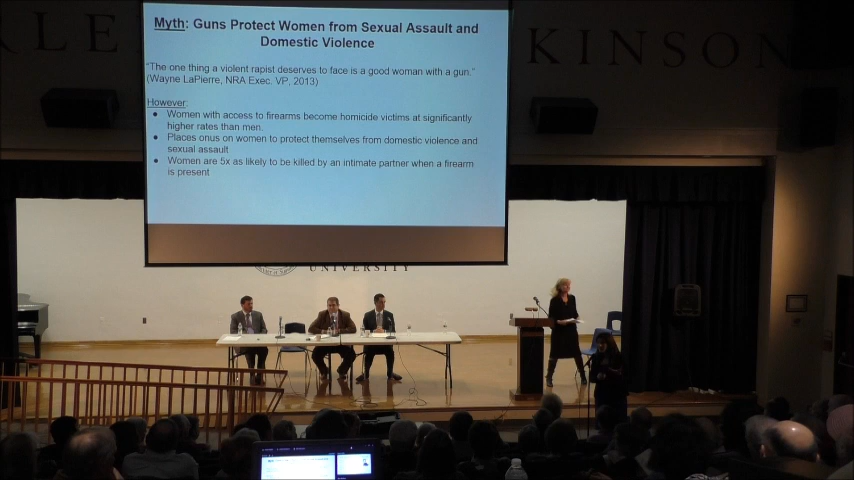 RLE
KINSON
Myth: Guns Protect Women from Sexual Assault and
Domestic Violence
"The one thing a violent rapist deserves to face is a good woman with a gun."
(Wayne LaPierre, NRA Exec. VP, 2013)
However:
● Women with access to firearms become homicide victims at significantly
higher rates than men.
● Places onus on women to protect themselves from domestic violence and
sexual assault
● Women are 5x as likely to be killed by an intimate partner when a firearm
is present
UNIVERSITY